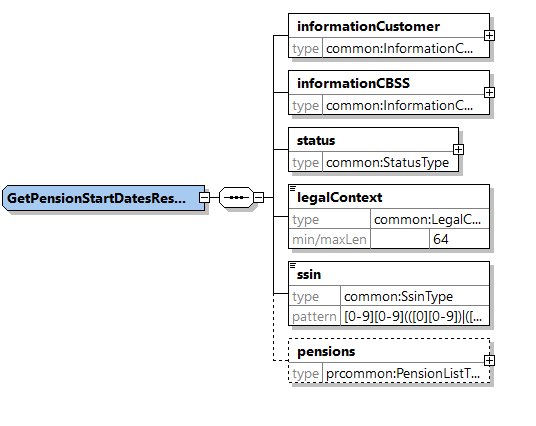 informationCustomer
type common:InformationC...
informationCBSS
type common:InformationC...
status
type common:StatusType
GetPensionStartDatesRes...
legalContext
type common:LegalC...
min/maxLen 64
ssin
type common:SsinType
pattern [0-9][0-9](([0][0-9])|([...
pensions
type prcommon:PensionListT...